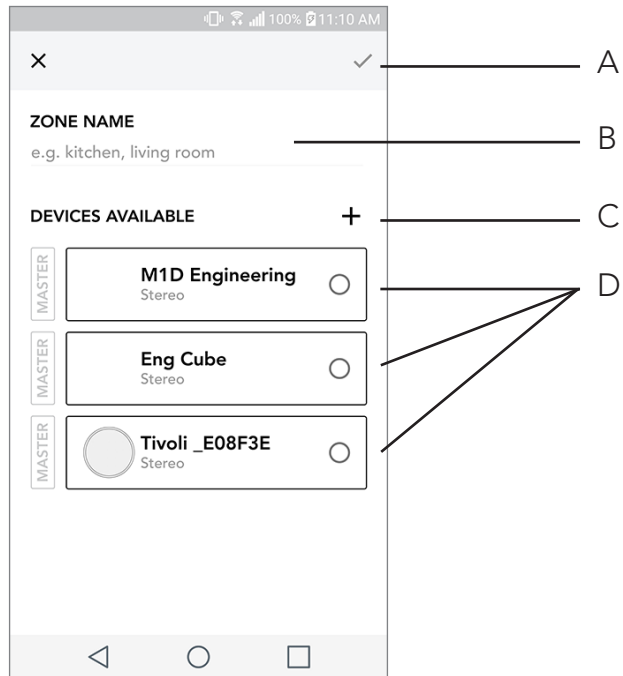 100% 11:10 AM
A
ZONE NAME
B
e.g. kitchen, living room
DEVICES AVAILABLE
C
MASTER
M1D Engineering
Stereo
D
MASTER
Eng Cube
Stereo
MASTER
Tivoli _E08F3E
Stereo